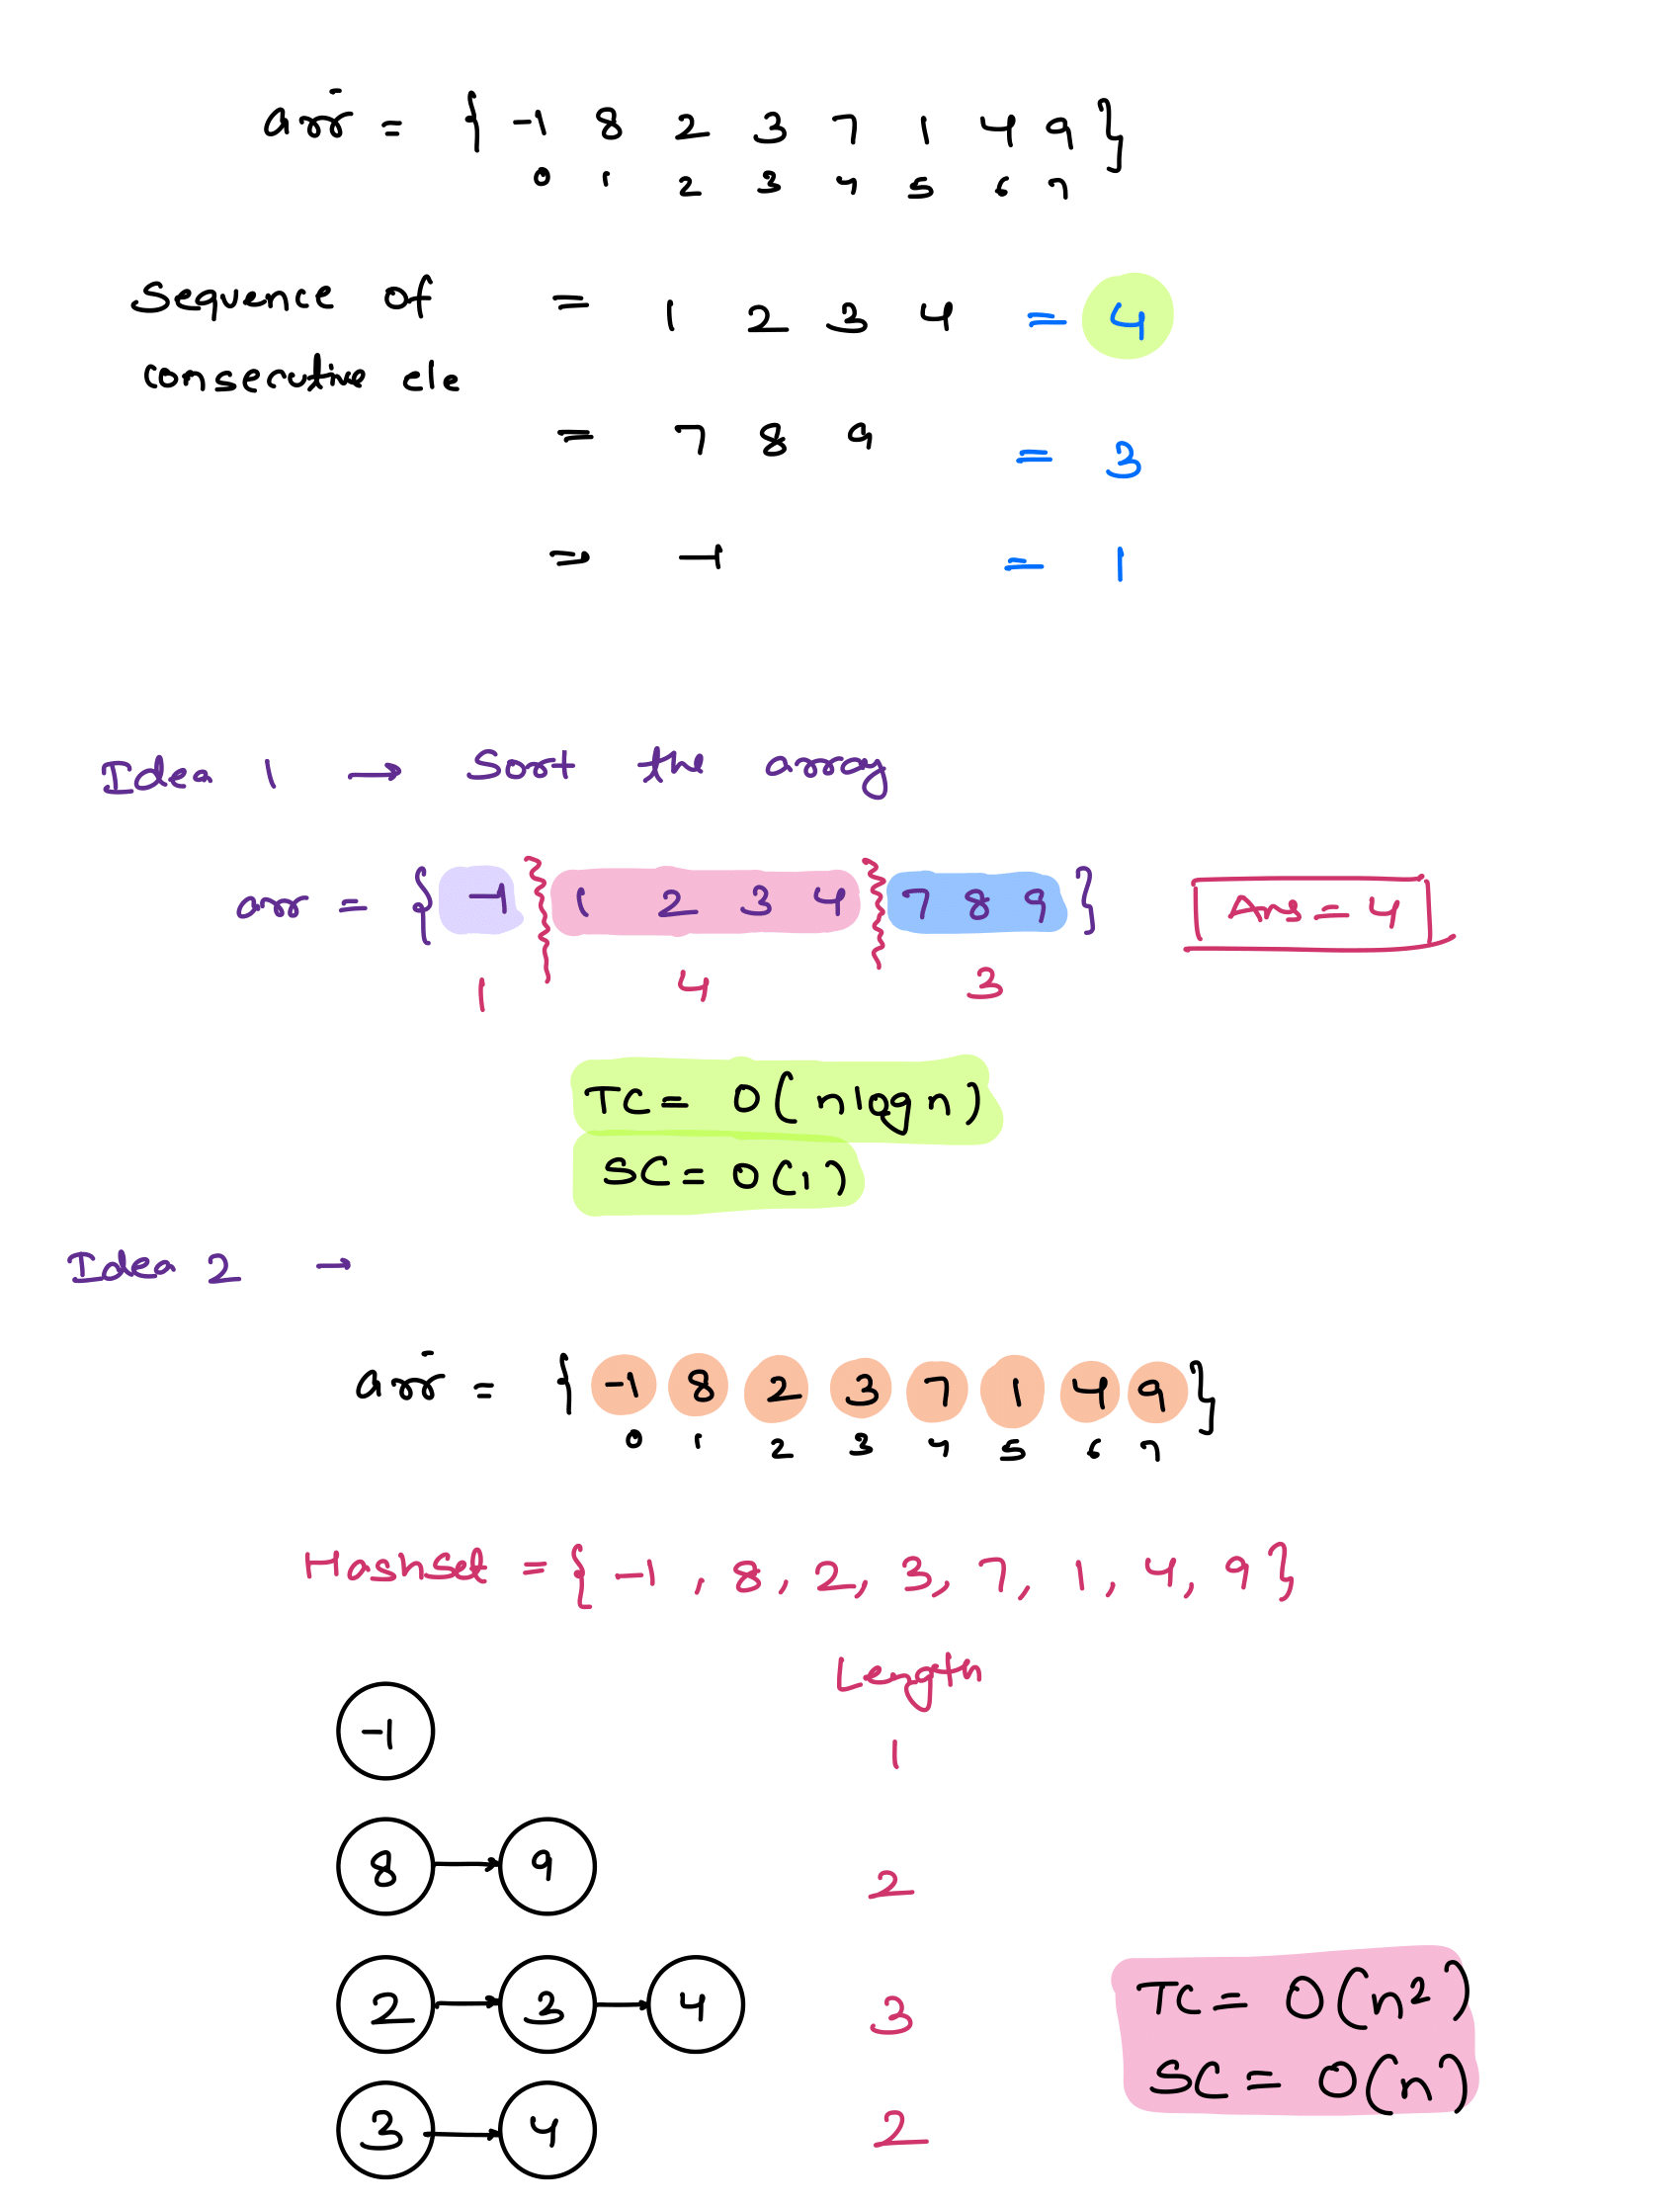 arr = { -1 8 2 3 7 1 4 9 }
0 1 2 3 4 5 6 7
Sequence of = 1 2 3 4 = 4
consecutive ele
= 7 8 9 = 3
= -1 = 1
Idea 1 → Sort the array
arr = { -1 } 1 2 3 4 } 7 8 9 } Ans = 4
1 4 3
TC = O(nlogn)
SC = O(1)
Idea 2 →
arr = { -1 8 2 3 7 1 4 9 }
0 1 2 3 4 5 6 7
Hashset = { -1 , 8 , 2 , 3 , 7 , 1 , 4 , 9 }
Length
-1 1
8 → 9 2
2 → 3 → 4 3
TC = O(n²)
SC = O(n)
3 → 4 2